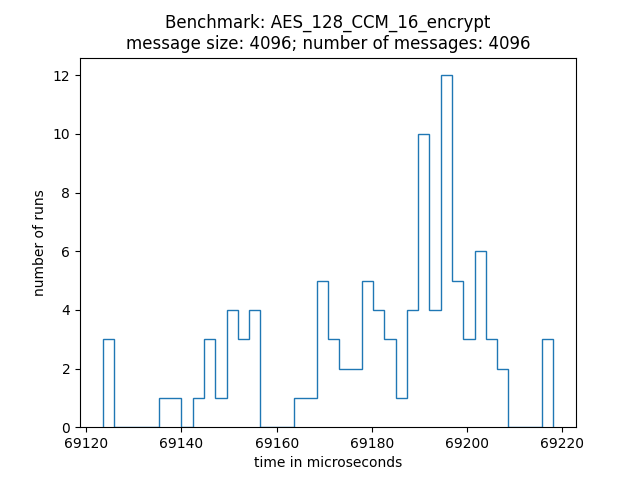 Benchmark: AES_128_CCM_16_encrypt
message size: 4096; number of messages: 4096
12
10
8
6
4
2
0
number of runs
69120 69140 69160 69180 69200 69220
time in microseconds